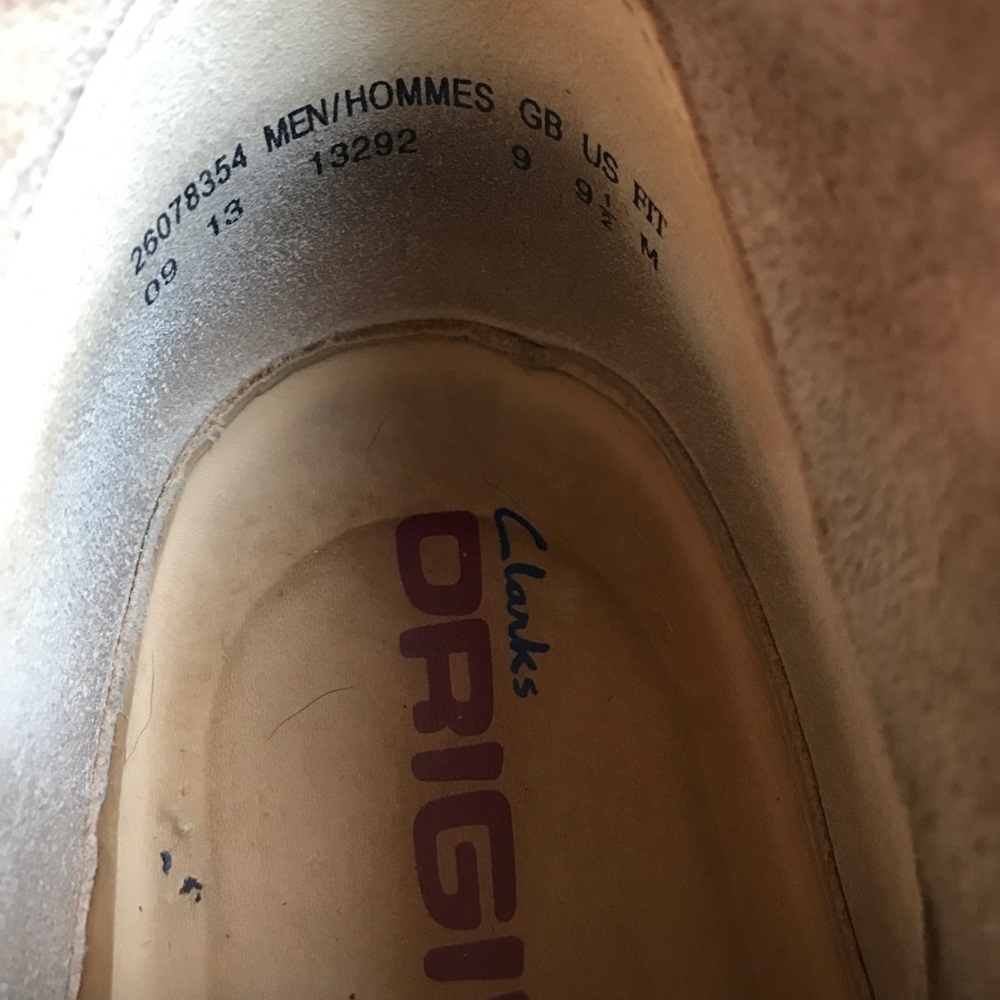 26078354 MEN/HOMMES GB US FIT
09 13 13292 9 9½ M
Clarks
ORIGI